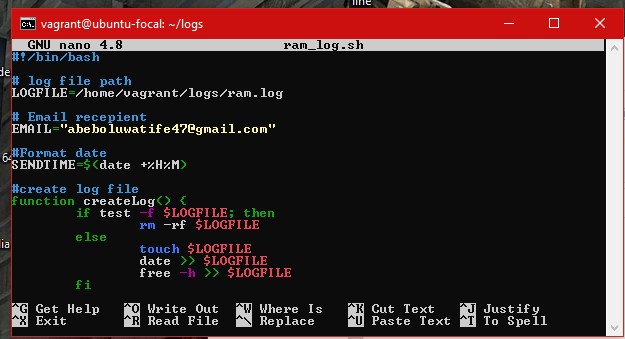 line
vagrant@ubuntu-focal: ~/logs
GNU nano 4.8 ram_log.sh
#!/bin/bash
# log file path
LOGFILE=/home/vagrant/logs/ram.log
# Email recepient
EMAIL="abeboluwatife47@gmail.com"
#Format date
SENDTIME=$(date +%H%M)
#create log file
function createLog() {
if test -f $LOGFILE; then
rm -rf $LOGFILE
else
touch $LOGFILE
date >> $LOGFILE
free -h >> $LOGFILE
fi
^G Get Help ^O Write Out ^W Where Is ^K Cut Text ^J Justify
^X Exit ^R Read File ^\ Replace ^U Paste Text ^T To Spell